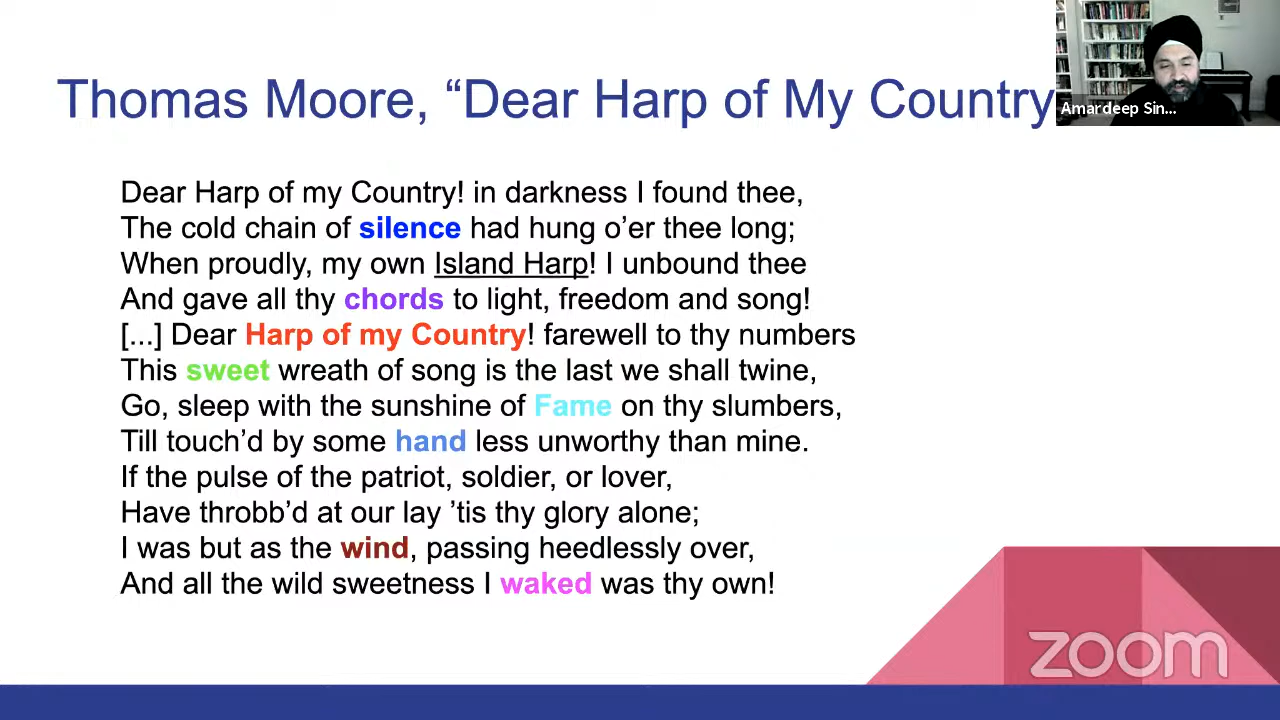 Thomas Moore, “Dear Harp of My Country
Amardeep Sin...
Dear Harp of my Country! in darkness I found thee,
The cold chain of silence had hung o’er thee long;
When proudly, my own Island Harp! I unbound thee
And gave all thy chords to light, freedom and song!
[...] Dear Harp of my Country! farewell to thy numbers
This sweet wreath of song is the last we shall twine,
Go, sleep with the sunshine of Fame on thy slumbers,
Till touch’d by some hand less unworthy than mine.
If the pulse of the patriot, soldier, or lover,
Have throbb’d at our lay ’tis thy glory alone;
I was but as the wind, passing heedlessly over,
And all the wild sweetness I waked was thy own!
zoom